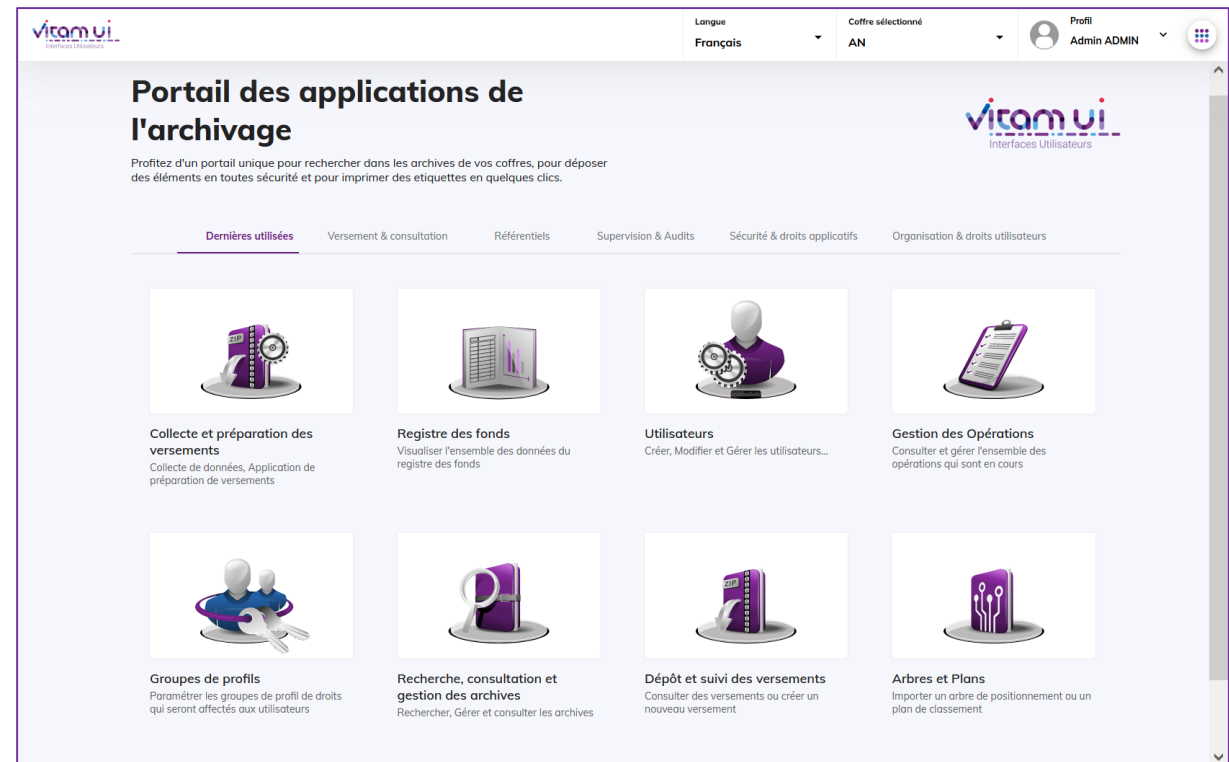 vitam ui
Interfaces Utilisateurs
Langue
Français
Coffre sélectionné
AN
Profil
Admin ADMIN
Portail des applications de
l'archivage
Profitez d'un portail unique pour rechercher dans les archives de vos coffres, pour déposer
des éléments en toutes sécurité et pour imprimer des etiquettes en quelques clics.
vitam ui
Interfaces Utilisateurs
Dernières utilisées
Versement & consultation
Référentiels
Supervision & Audits
Sécurité & droits applicatifs
Organisation & droits utilisateurs
ZIP
Collecte et préparation des
versements
Collecte de données, Application de
préparation de versements
Registre des fonds
Visualiser l'ensemble des données du
registre des fonds
Utilisateurs
Créer, Modifier et Gérer les utilisateurs...
Gestion des Opérations
Consulter et gérer l'ensemble des
opérations qui sont en cours
Groupes de profils
Paramétrer les groupes de profil de droits
qui seront affectés aux utilisateurs
Recherche, consultation et
gestion des archives
Rechercher, Gérer et consulter les archives
ZIP
Dépôt et suivi des versements
Consulter des versements ou créer un
nouveau versement
Arbres et Plans
Importer un arbre de positionnement ou un
plan de classement